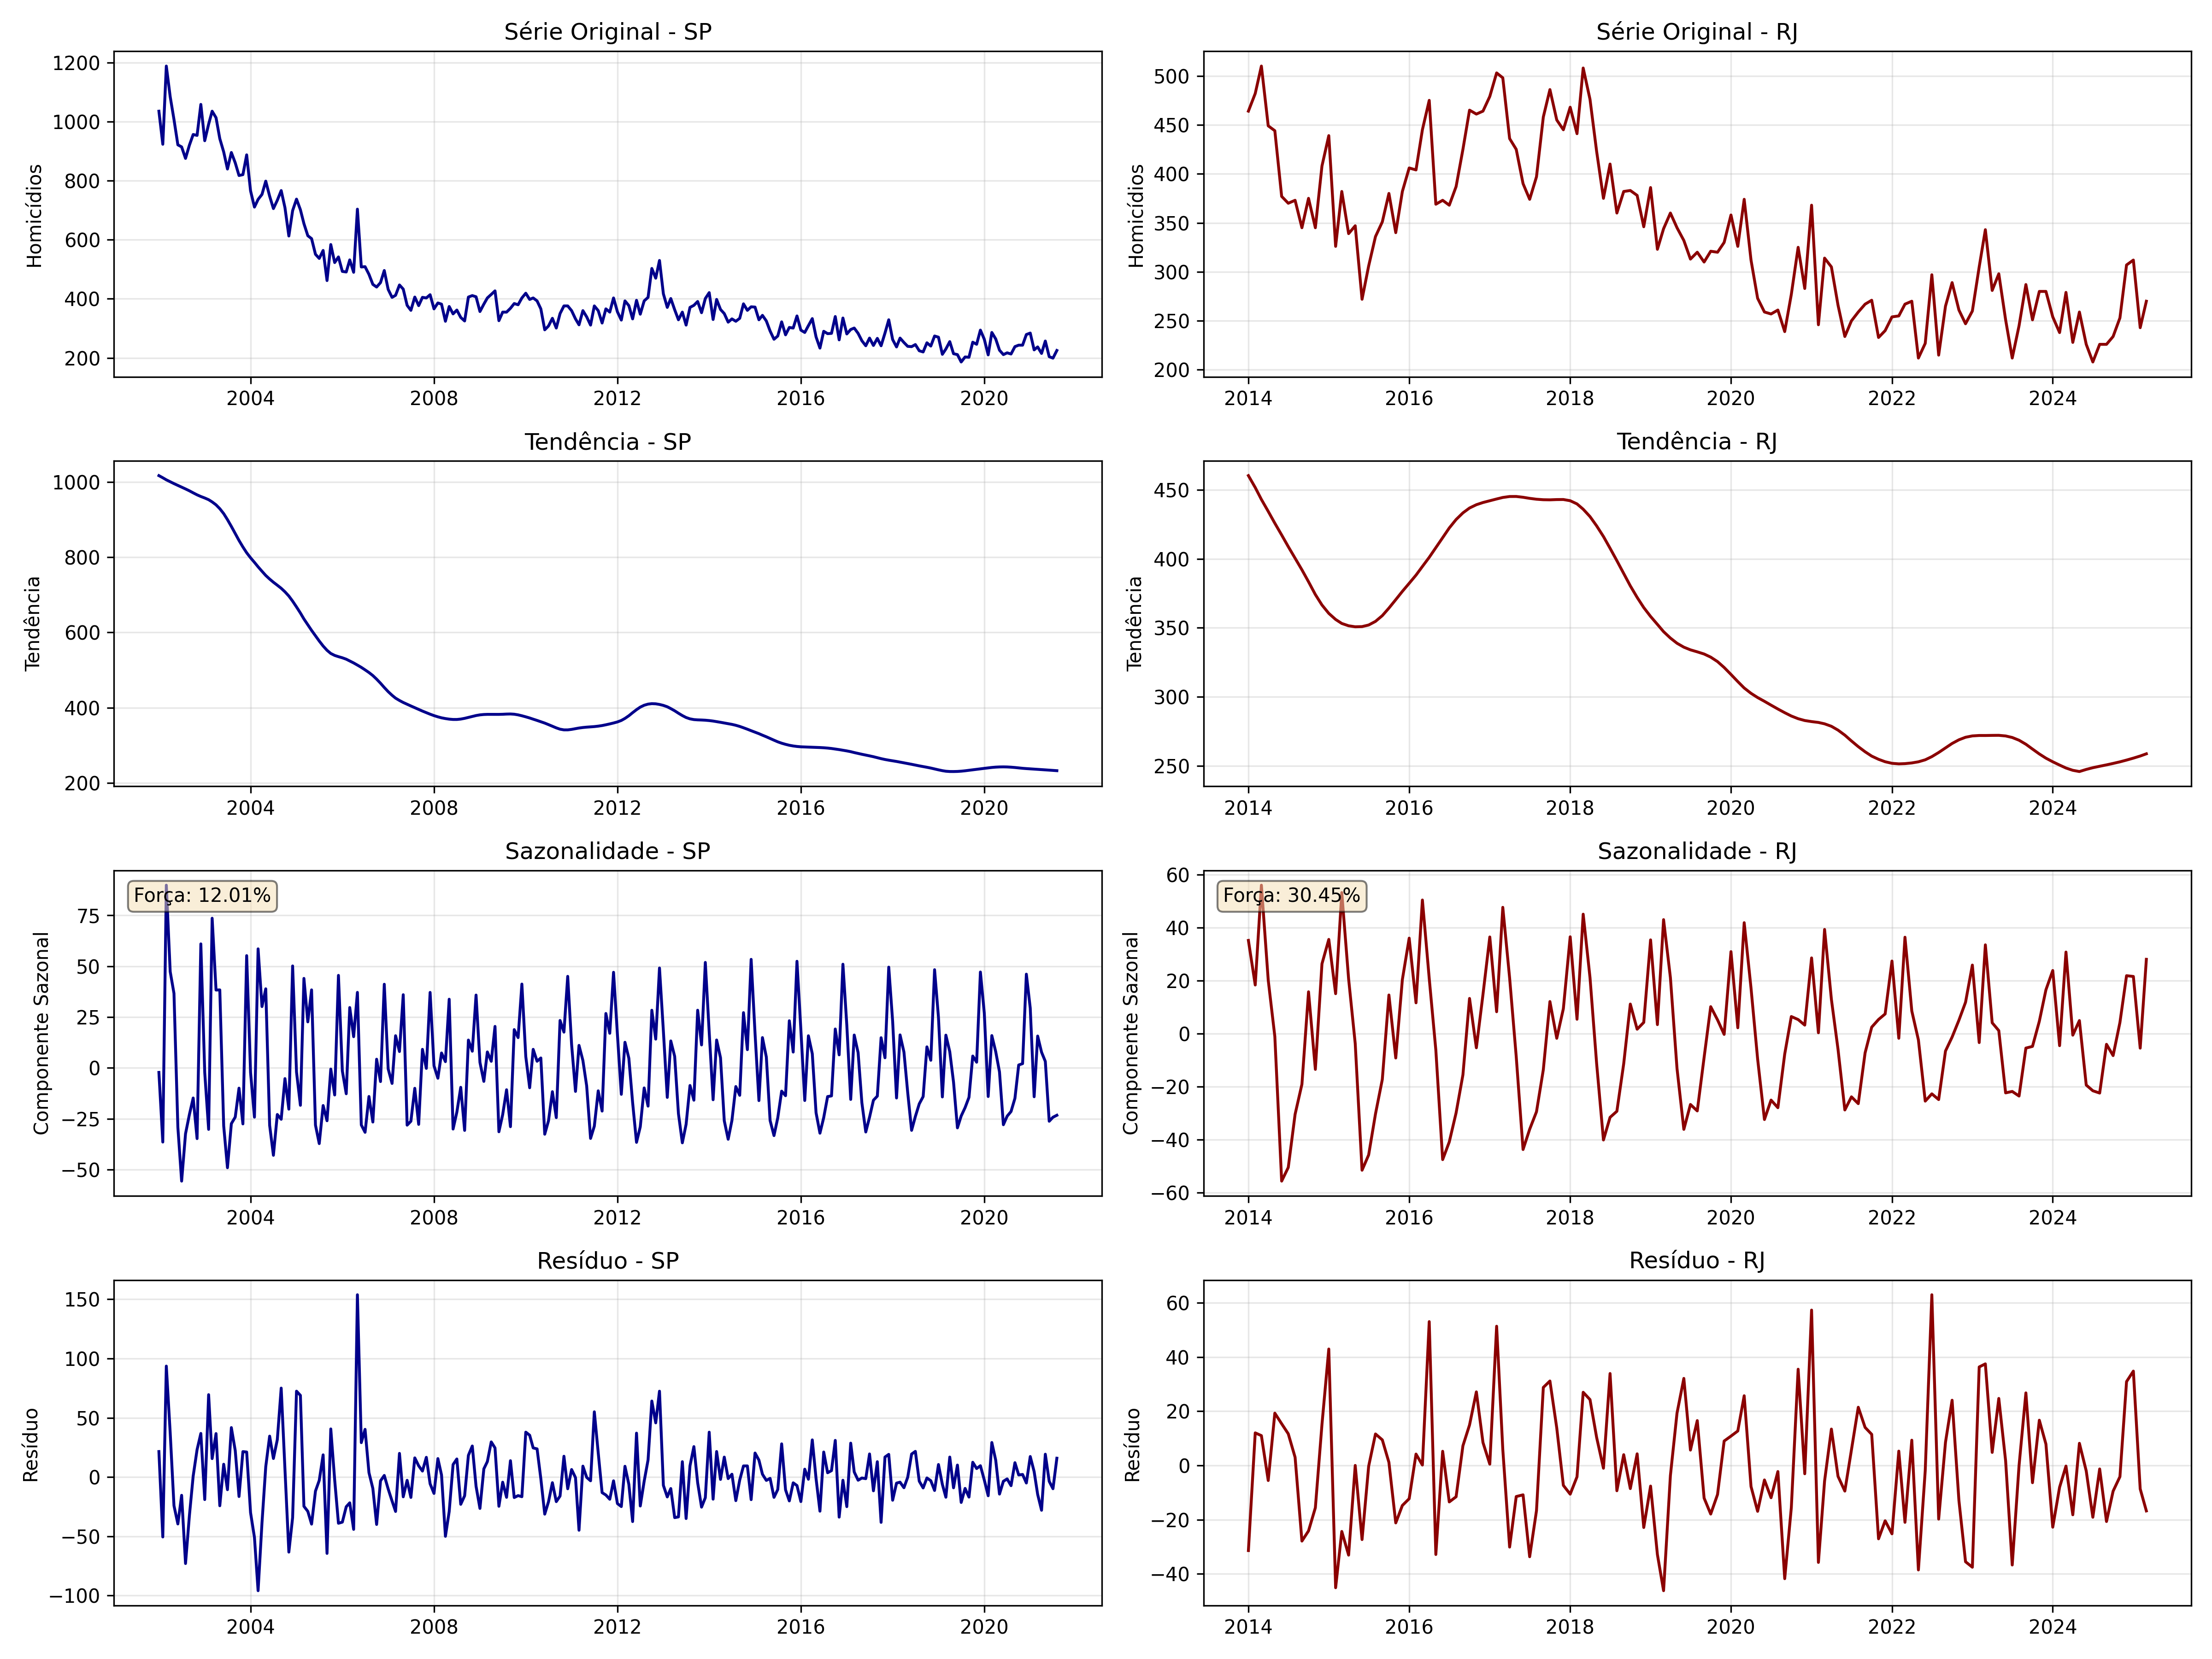 Série Original - SP
Homicídios
1200
1000
800
600
400
200
2004 2008 2012 2016 2020
Série Original - RJ
Homicídios
500
450
400
350
300
250
200
2014 2016 2018 2020 2022 2024
Tendência - SP
Tendência
1000
800
600
400
200
2004 2008 2012 2016 2020
Tendência - RJ
Tendência
450
400
350
300
250
2014 2016 2018 2020 2022 2024
Sazonalidade - SP
Força: 12.01%
Componente Sazonal
75
50
25
0
−25
−50
2004 2008 2012 2016 2020
Sazonalidade - RJ
Força: 30.45%
Componente Sazonal
60
40
20
0
−20
−40
−60
2014 2016 2018 2020 2022 2024
Resíduo - SP
Resíduo
150
100
50
0
−50
−100
2004 2008 2012 2016 2020
Resíduo - RJ
Resíduo
60
40
20
0
−20
−40
2014 2016 2018 2020 2022 2024